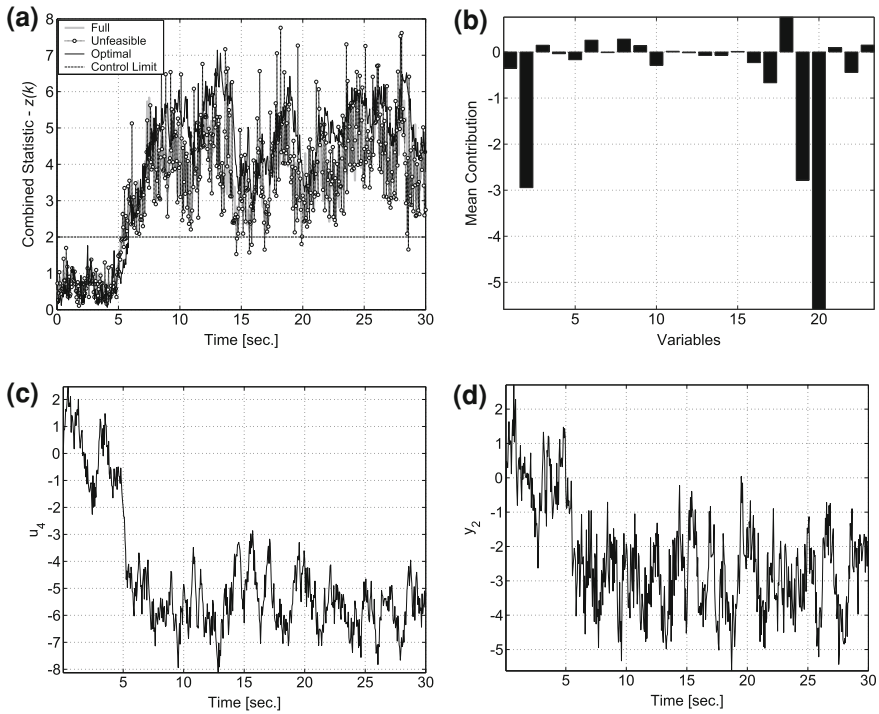 (a)
8
7
6
5
4
3
2
1
0
Combined Statistic - z(k)
Full
Unfeasible
Optimal
Control Limit
0 5 10 15 20 25 30
Time [sec.]
(b)
0
-1
-2
-3
-4
-5
Mean Contribution
5 10 15 20
Variables
(c)
2
1
0
-1
-2
-3
-4
-5
-6
-7
-8
u4
5 10 15 20 25 30
Time [sec.]
(d)
2
1
0
-1
-2
-3
-4
-5
y2
5 10 15 20 25 30
Time [sec.]